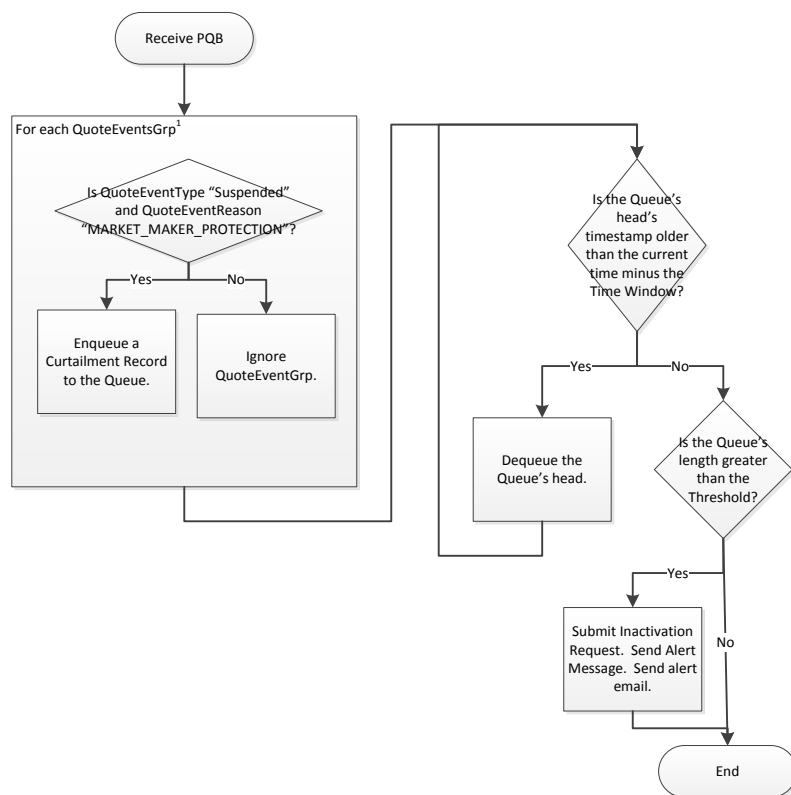 Receive PQB
For each QuoteEventsGrp1
Is QuoteEventType “Suspended”
and QuoteEventReason
“MARKET_MAKER_PROTECTION”?
Yes
No
Enqueue a
Curtailment Record
to the Queue.
Ignore
QuoteEventGrp.
Is the Queue’s
head’s
timestamp older
than the current
time minus the
Time Window?
Yes
No
Dequeue the
Queue’s head.
Is the Queue’s
length greater
than the
Threshold?
Yes
No
Submit Inactivation
Request. Send Alert
Message. Send alert
email.
End